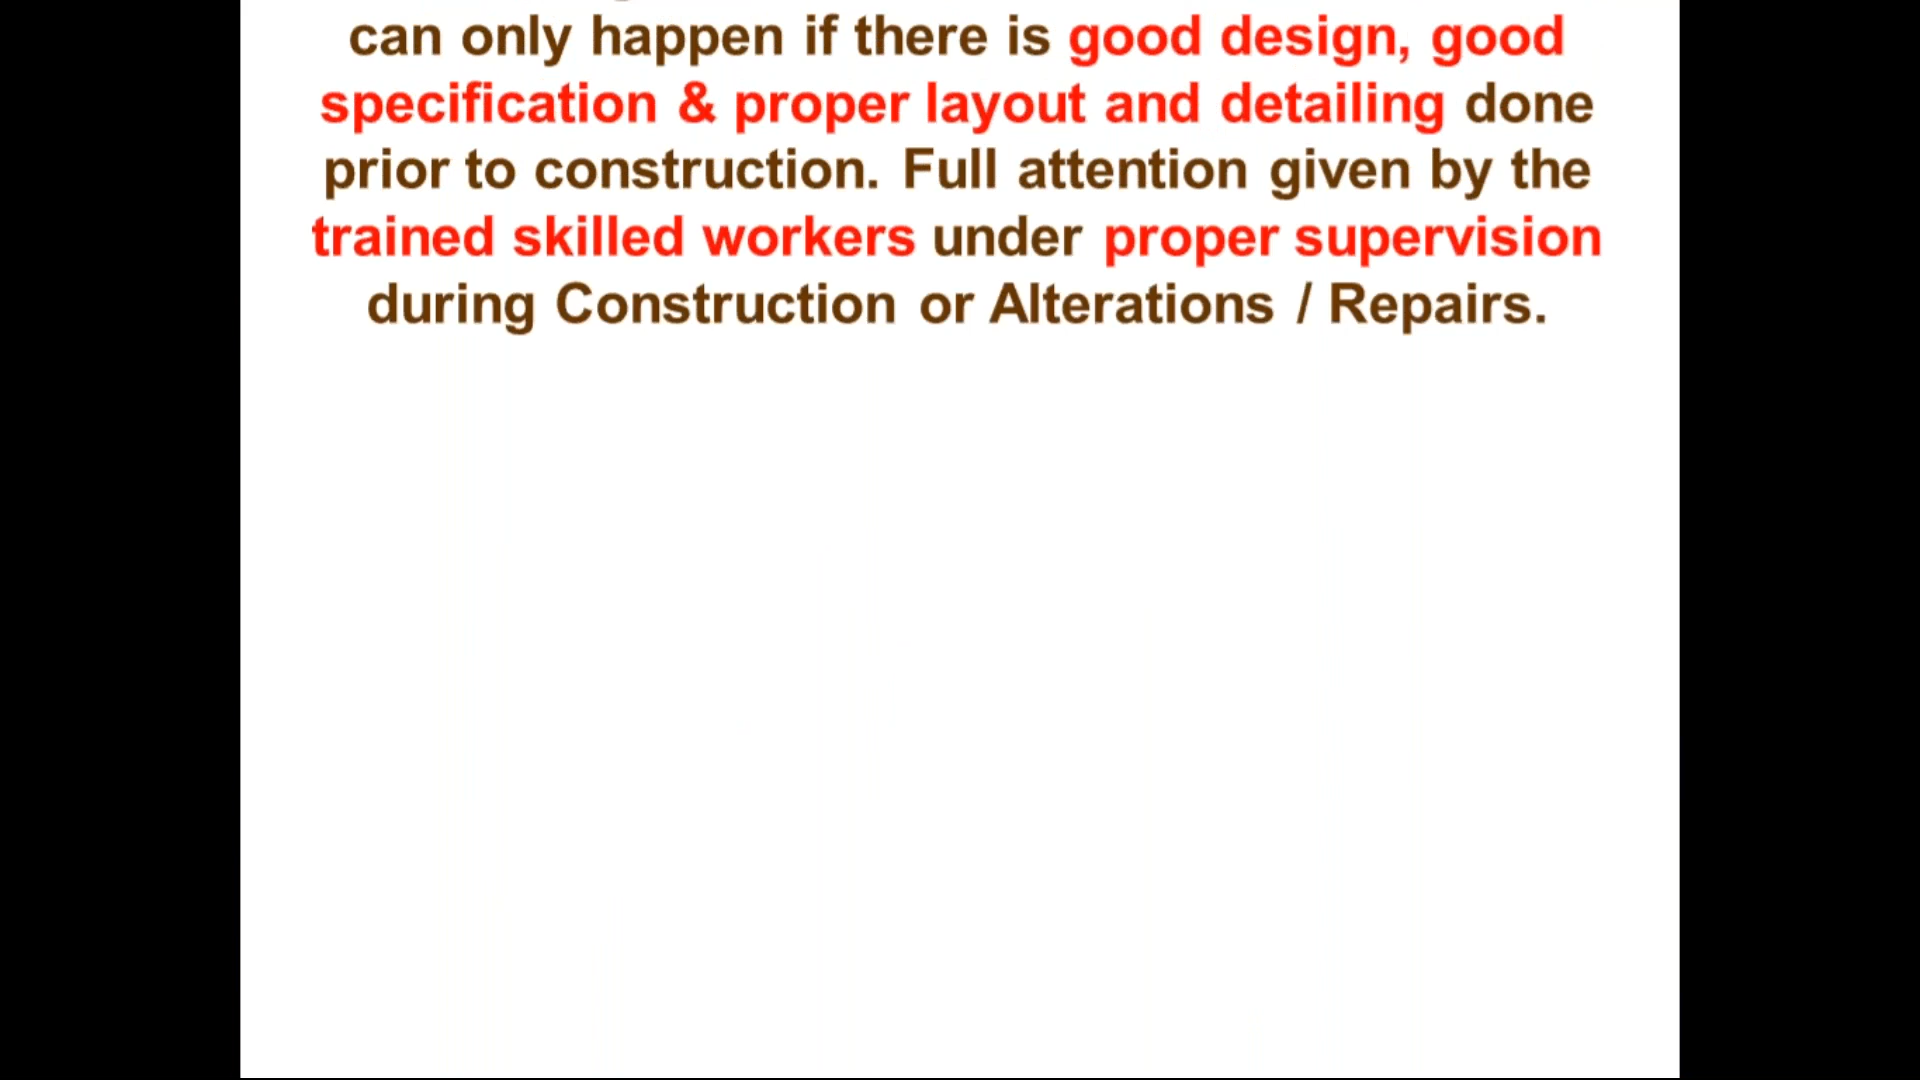 can only happen if there is good design, good
specification & proper layout and detailing done
prior to construction. Full attention given by the
trained skilled workers under proper supervision
during Construction or Alterations / Repairs.